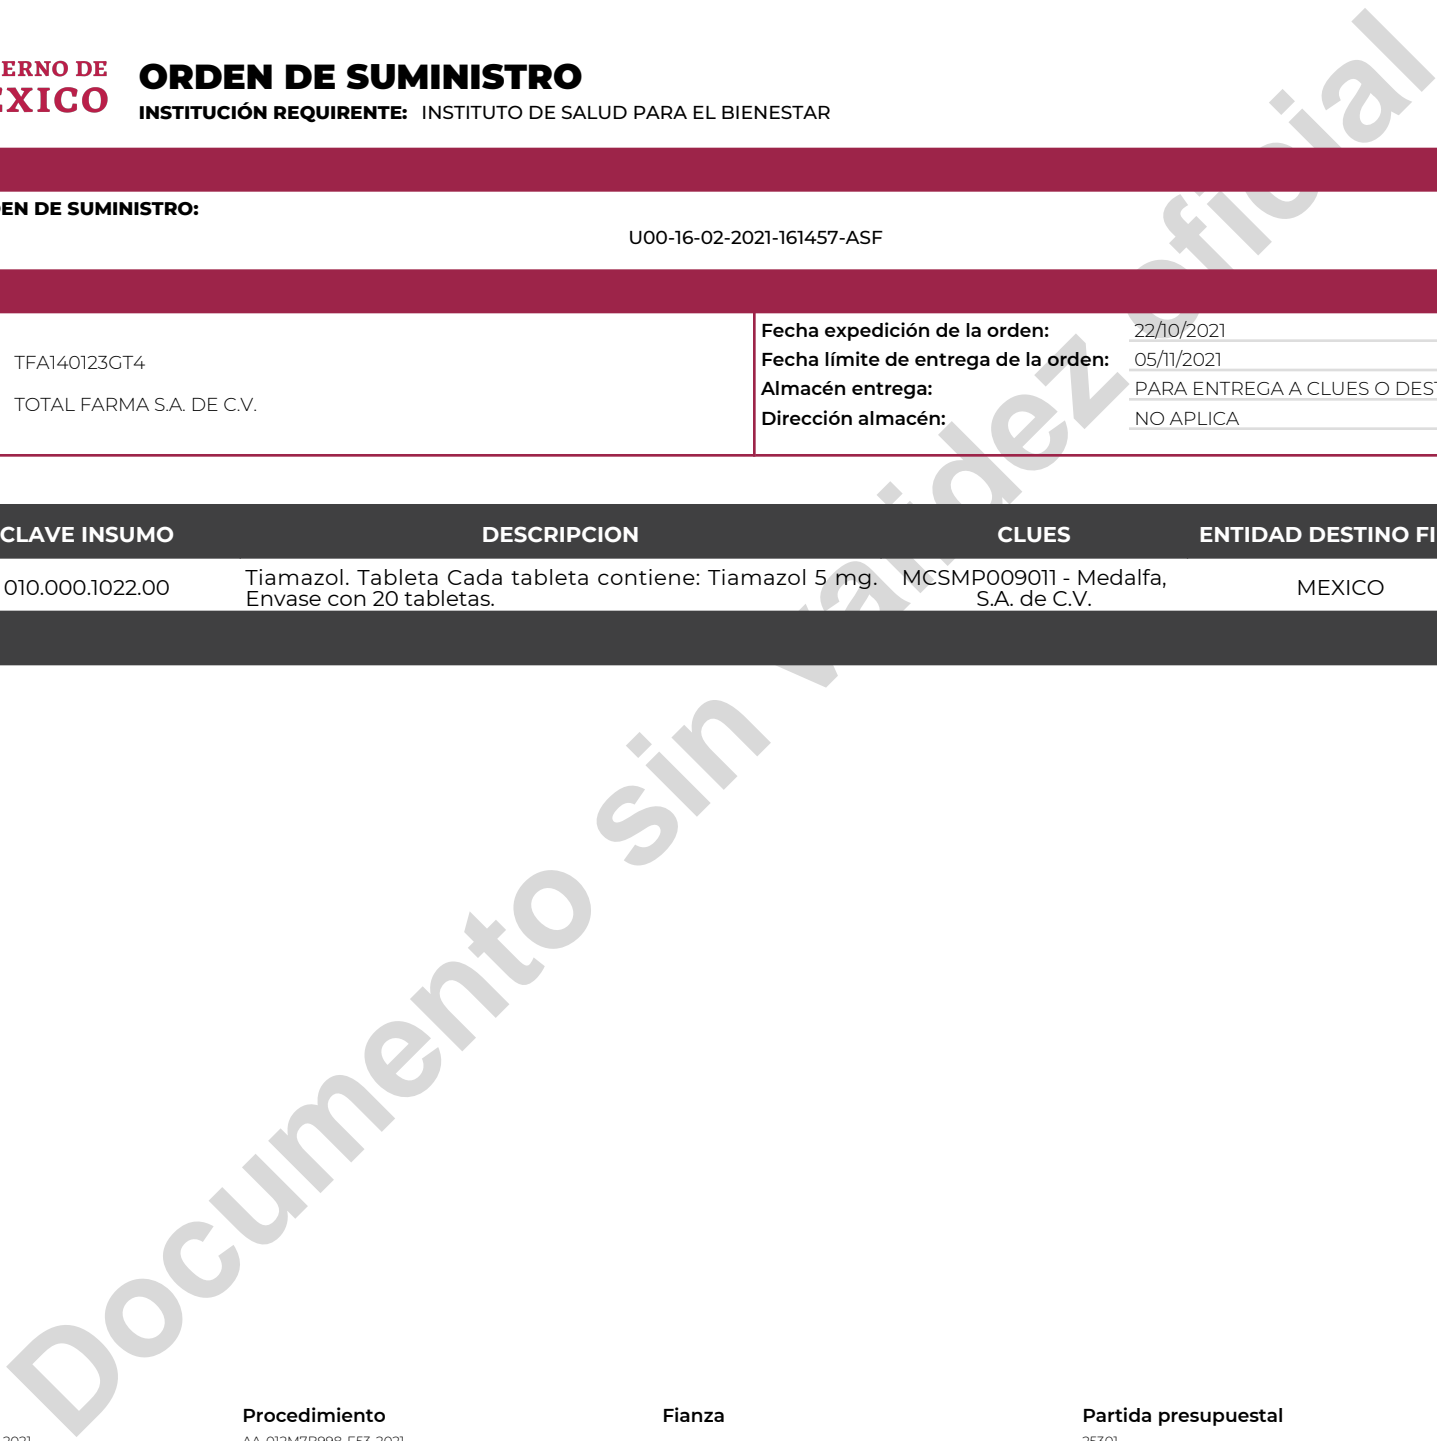 ERNO DE
EXICO
ORDEN DE SUMINISTRO
INSTITUCIÓN REQUIRENTE: INSTITUTO DE SALUD PARA EL BIENESTAR
EN DE SUMINISTRO:
U00-16-02-2021-161457-ASF
TFA140123GT4
TOTAL FARMA S.A. DE C.V.
Fecha expedición de la orden: 22/10/2021
Fecha límite de entrega de la orden: 05/11/2021
Almacén entrega: PARA ENTREGA A CLUES O DEST
Dirección almacén: NO APLICA
CLAVE INSUMO DESCRIPCION CLUES ENTIDAD DESTINO FI
010.000.1022.00 Tiamazol. Tableta Cada tableta contiene: Tiamazol 5 mg. MCSMP009011 - Medalfa, MEXICO
Envase con 20 tabletas. S.A. de C.V.
Documento sin validez oficial
Procedimiento Fianza Partida presupuestal